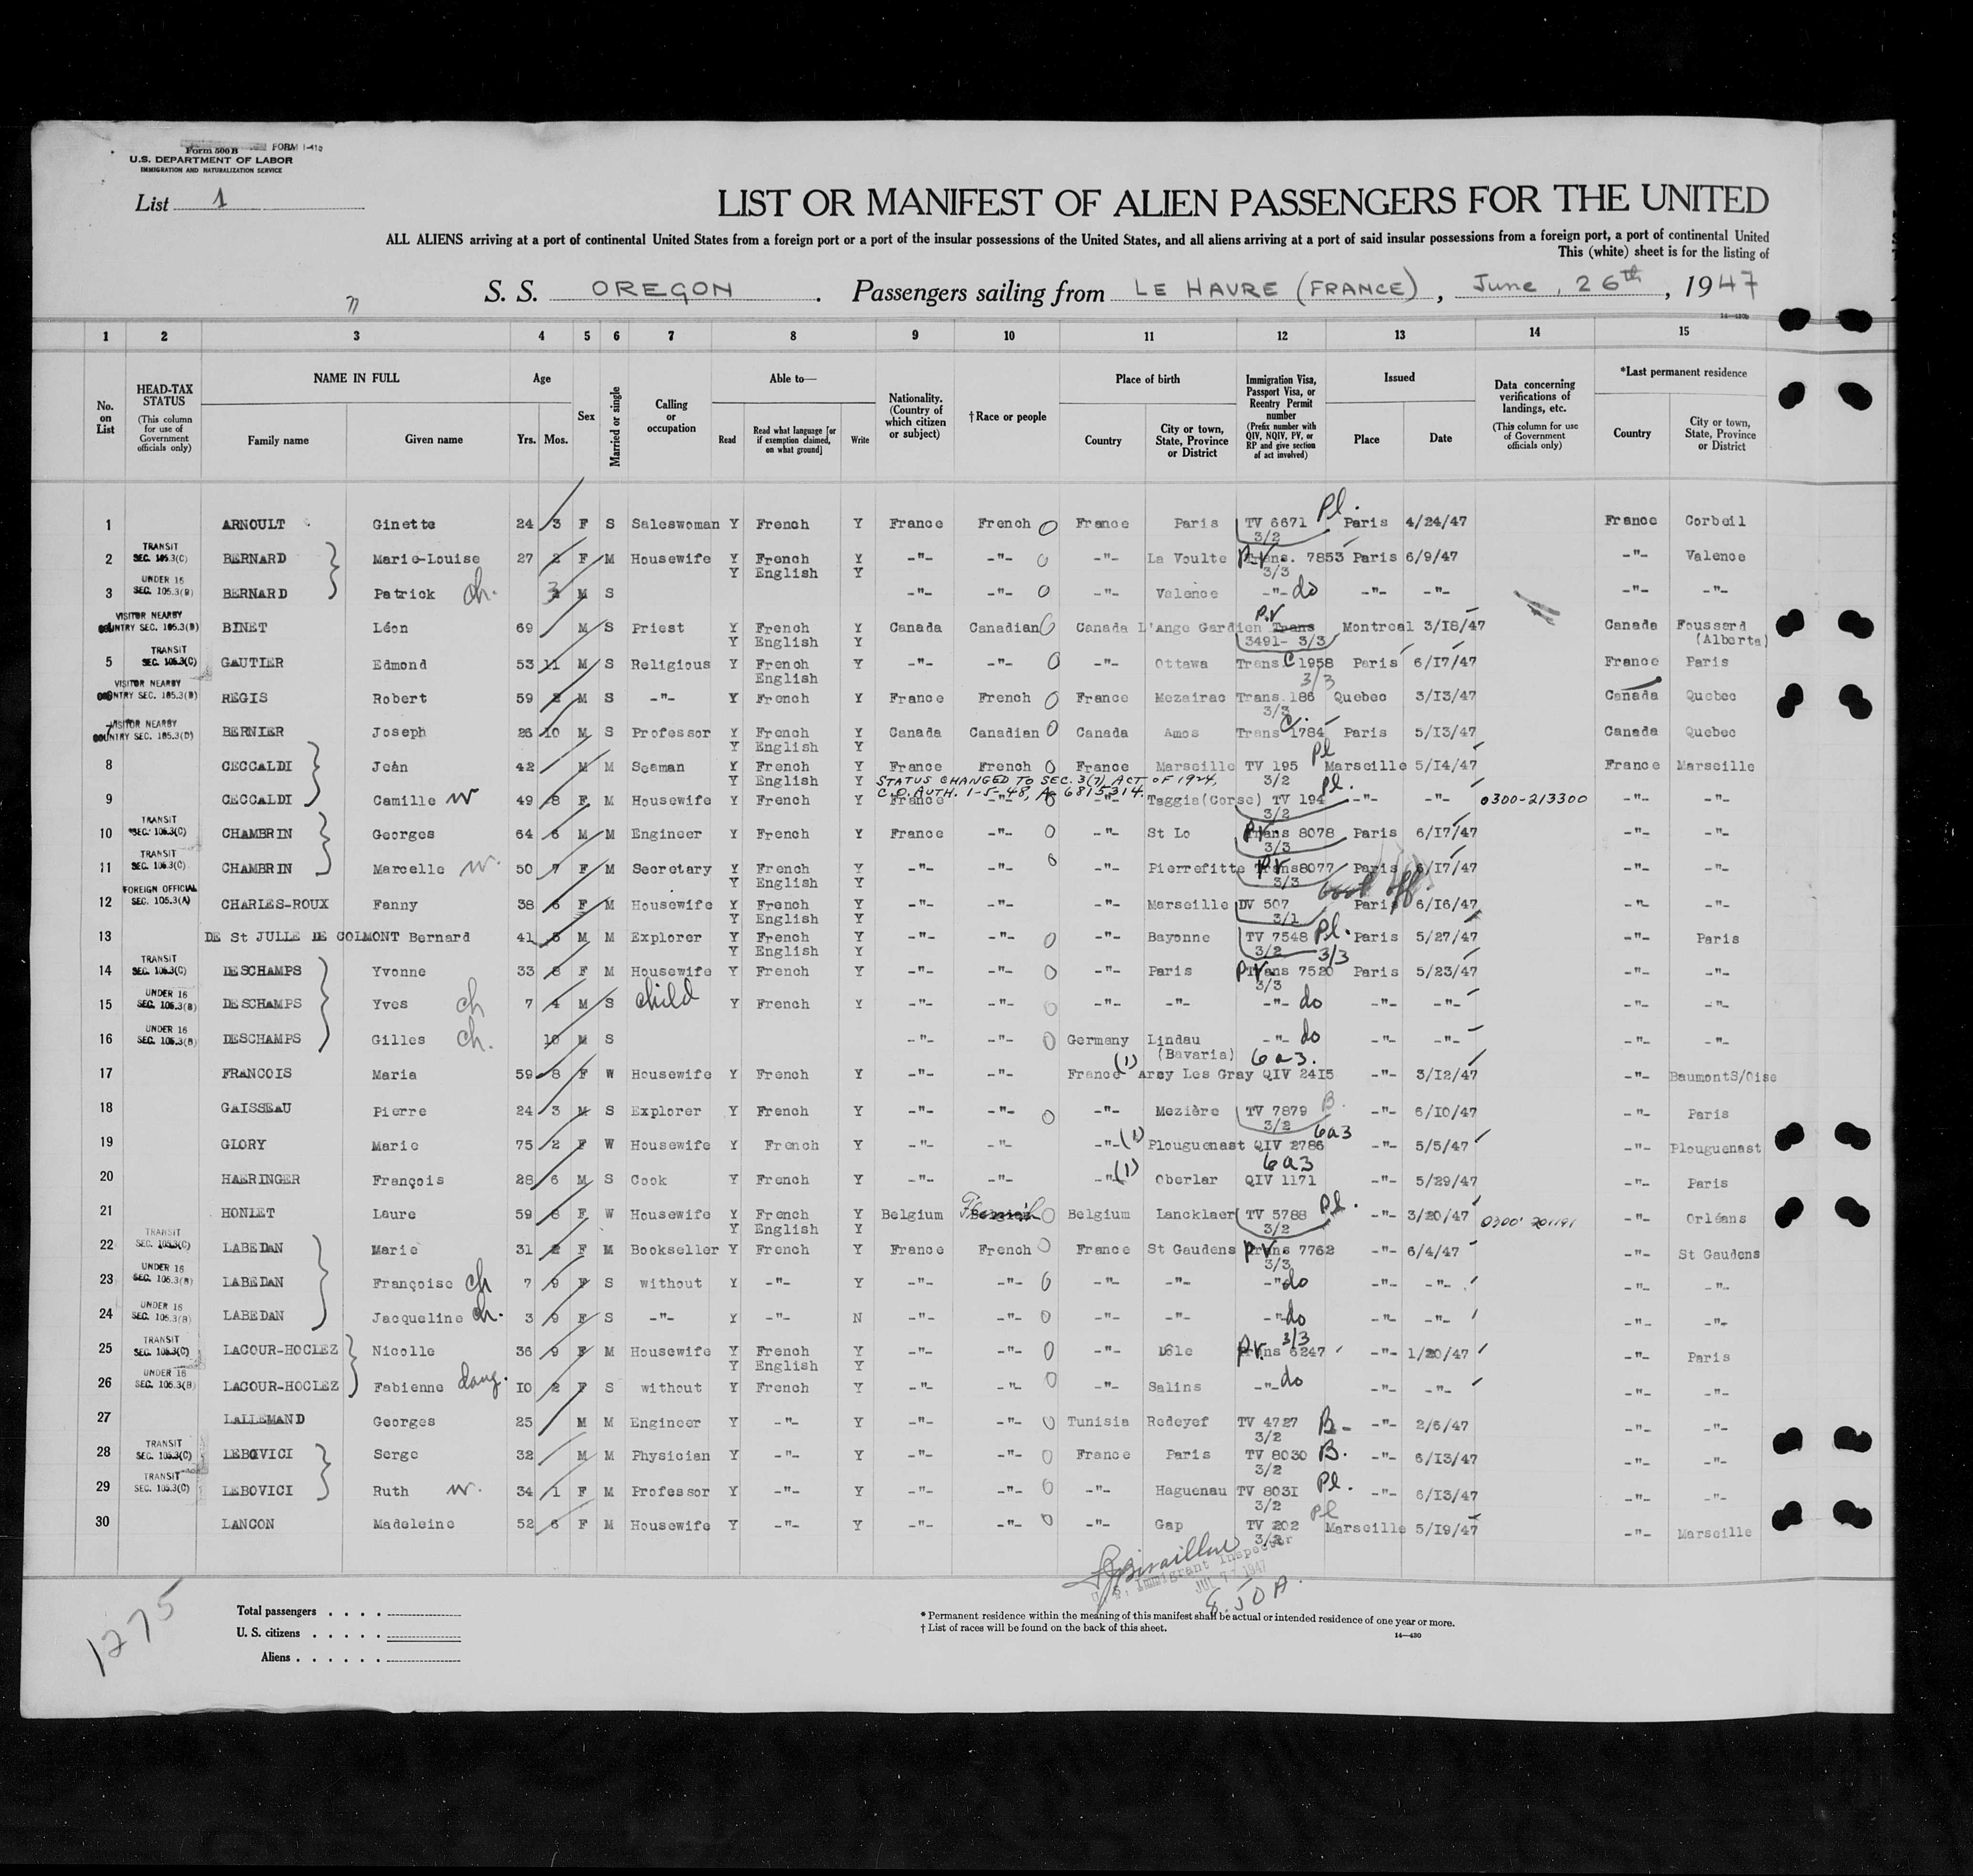 Form 500B FORM I-418
U.S. DEPARTMENT OF LABOR
IMMIGRATION AND NATURALIZATION SERVICE
List 1
LIST OR MANIFEST OF ALIEN PASSENGERS FOR THE UNITED
ALL ALIENS arriving at a port of continental United States from a foreign port or a port of the insular possessions of the United States, and all aliens arriving at a port of said insular possessions from a foreign port, a port of continental United
This (white) sheet is for the listing of
S. S. OREGON . Passengers sailing from LE HAVRE (FRANCE) , June, 26th , 1947
1 2 3 4 5 6 7 8 9 10 11 12 13 14 15
No. on List
HEAD-TAX STATUS (This column for use of Government officials only)
NAME IN FULL Family name Given name
Age Yrs. Mos.
Sex
Married or single
Calling or occupation
Able to— Read Read what language [or if exemption claimed, on what ground] Write
Nationality. (Country of which citizen or subject)
†Race or people
Place of birth Country City or town, State, Province or District
Immigration Visa, Passport Visa, or Reentry Permit number (Prefix number with QIV, NQIV, PV, or RP and give section of act involved)
Issued Place Date
Data concerning verifications of landings, etc. (This column for use of Government officials only)
*Last permanent residence Country City or town, State, Province or District
1 ARNOULT Ginette 24 3 F S Saleswoman Y French Y France French France Paris TV 6671 Pl. Paris 4/24/47 France Corbeil
3/2
2 TRANSIT SEC. 105.3(C) BERNARD Marie-Louise 27 2 F M Housewife Y French Y -"- -"- -"- La Voulte Trans. 7853 Paris 6/9/47 -"- Valence
Y English Y 3/3
3 UNDER 16 SEC. 105.3(B) BERNARD Patrick ch. 3 M S -"- -"- -"- Valence -"- do -"- -"- -"- -"-
VISITOR NEARBY COUNTRY SEC. 105.3(D) BINET Léon 69 M S Priest Y French Y Canada Canadian Canada L'Ange Gardien P.V Trans Montreal 3/18/47 Canada Foussard
Y English Y 3491- 3/3 (Alberta)
5 TRANSIT SEC. 105.3(C) GAUTIER Edmond 53 11 M S Religious Y French Y -"- -"- -"- Ottawa Trans. C 1958 Paris 6/17/47 France Paris
English 3/3
VISITOR NEARBY COUNTRY SEC. 105.3(D) REGIS Robert 59 2 M S -"- Y French Y France French France Mezairac Trans.186 Quebec 3/13/47 Canada Quebec
3/3
VISITOR NEARBY COUNTRY SEC. 105.3(D) BERNIER Joseph 26 10 M S Professor Y French Y Canada Canadian Canada Amos Trans 1784 Paris 5/13/47 Canada Quebec
Y English Y
8 CECCALDI Jeán 42 M M Seaman Y French Y France French France Marseille TV 195 Pl Marseille 5/14/47 France Marseille
Y English Y STATUS CHANGED TO SEC. 3(7) ACT OF 1924, 3/2
C.O. AUTH. 1-5-48, A- 6815314.
9 CECCALDI Camille W 49 8 F M Housewife Y French Y France -"- -"- Taggia(Corse) TV 194 Pl. -"- -"- 0300-213300 -"- -"-
3/2
10 TRANSIT SEC. 105.3(C) CHAMBRIN Georges 64 6 M M Engineer Y French Y France -"- -"- St Lo Trans 8078 Paris 6/17/47 -"- -"-
3/3
11 TRANSIT SEC. 105.3(C) CHAMBRIN Marcelle w. 50 7 F M Secretary Y French Y -"- -"- -"- Pierrefitte Trans8077 Paris 6/17/47 -"- -"-
Y English Y 3/3
12 FOREIGN OFFICIAL SEC. 105.3(A) CHARLES-ROUX Fanny 38 6 F M Housewife Y French Y -"- -"- -"- Marseille DV 507 Paris 6/16/47 -"- -"-
Y English Y 3/1
13 DE St JULLE DE COLMONT Bernard 41 5 M M Explorer Y French Y -"- -"- -"- Bayonne TV 7548 Pl. Paris 5/27/47 -"- Paris
Y English Y 3/2 3/3
14 TRANSIT SEC. 105.3(C) DESCHAMPS Yvonne 33 8 F M Housewife Y French Y -"- -"- -"- Paris Trans 7520 Paris 5/23/47 -"- -"-
3/3
15 UNDER 16 SEC. 105.3(B) DESCHAMPS Yves ch 7 4 M S child Y French Y -"- -"- -"- -"- -"- do -"- -"- -"- -"-
16 UNDER 16 SEC. 105.3(B) DESCHAMPS Gilles ch. 10 M S -"- -"- Germany Lindau -"- do -"- -"- -"- -"-
(Bavaria) 6a3.
17 FRANCOIS Maria 59 8 F W Housewife Y French Y -"- -"- France (1) Arcy Les Gray QIV 2415 -"- 3/12/47 -"- BaumontS/Oise
18 GAISSEAU Pierre 24 3 M S Explorer Y French Y -"- -"- -"- Mezière TV 7879 B. -"- 6/10/47 -"- Paris
3/2 6a3
19 GLORY Marie 75 2 F W Housewife Y French Y -"- -"- -"- (1) Plouguenast QIV 2786 -"- 5/5/47 -"- Plouguenast
6a3
20 HAERINGER François 28 6 M S Cook Y French Y -"- -"- -"- (1) Oberlar QIV 1171 -"- 5/29/47 -"- Paris
21 HONLET Laure 59 8 F W Housewife Y French Y Belgium Belgium Lancklaer TV 5788 Pl. -"- 3/20/47 -"- Orléans
Y English Y 3/2
22 TRANSIT SEC. 105.3(C) LABEDAN Marie 31 2 F M Bookseller Y French Y France French France St Gaudens Trans 7762 -"- 6/4/47 -"- St Gaudens
3/3
23 UNDER 16 SEC. 105.3(B) LABEDAN Françoise ch 7 9 F S without Y -"- Y -"- -"- -"- -"- -"- do -"- -"- -"- -"-
24 UNDER 16 SEC. 105.3(B) LABEDAN Jacqueline ch. 3 9 F S -"- Y -"- N -"- -"- -"- -"- -"- do -"- -"- -"- -"-
3/3
25 TRANSIT SEC. 105.3(C) LACOUR-HOCLEZ Nicolle 36 9 F M Housewife Y French Y -"- -"- -"- Dôle Trans 6247 -"- 1/20/47 -"- Paris
Y English Y
26 UNDER 16 SEC. 105.3(B) LACOUR-HOCLEZ Fabienne daug. 10 2 F S without Y French Y -"- -"- -"- Salins -"- do -"- -"- -"- -"-
27 LALLEMAND Georges 25 M M Engineer Y -"- Y -"- -"- Tunisia Redeyef TV 4727 B- -"- 2/6/47 -"- -"-
3/2
28 TRANSIT SEC. 105.3(C) LEBOVICI Serge 32 M M Physician Y -"- Y -"- -"- France Paris TV 8030 B. -"- 6/13/47 -"- -"-
3/2
29 TRANSIT SEC. 105.3(C) LEBOVICI Ruth w. 34 1 F M Professor Y -"- Y -"- -"- -"- Haguenau TV 8031 Pl. -"- 6/13/47 -"- -"-
3/2
30 LANCON Madeleine 52 6 F M Housewife Y -"- Y -"- -"- -"- Gap TV 202 Pl Marseille 5/19/47 -"- Marseille
3/2
U.S. Immigrant Inspector
JUL 7 1947
1275
Total passengers . . . .
U. S. citizens . . . . .
Aliens . . . . . .
* Permanent residence within the meaning of this manifest shall be actual or intended residence of one year or more.
† List of races will be found on the back of this sheet.
14—430